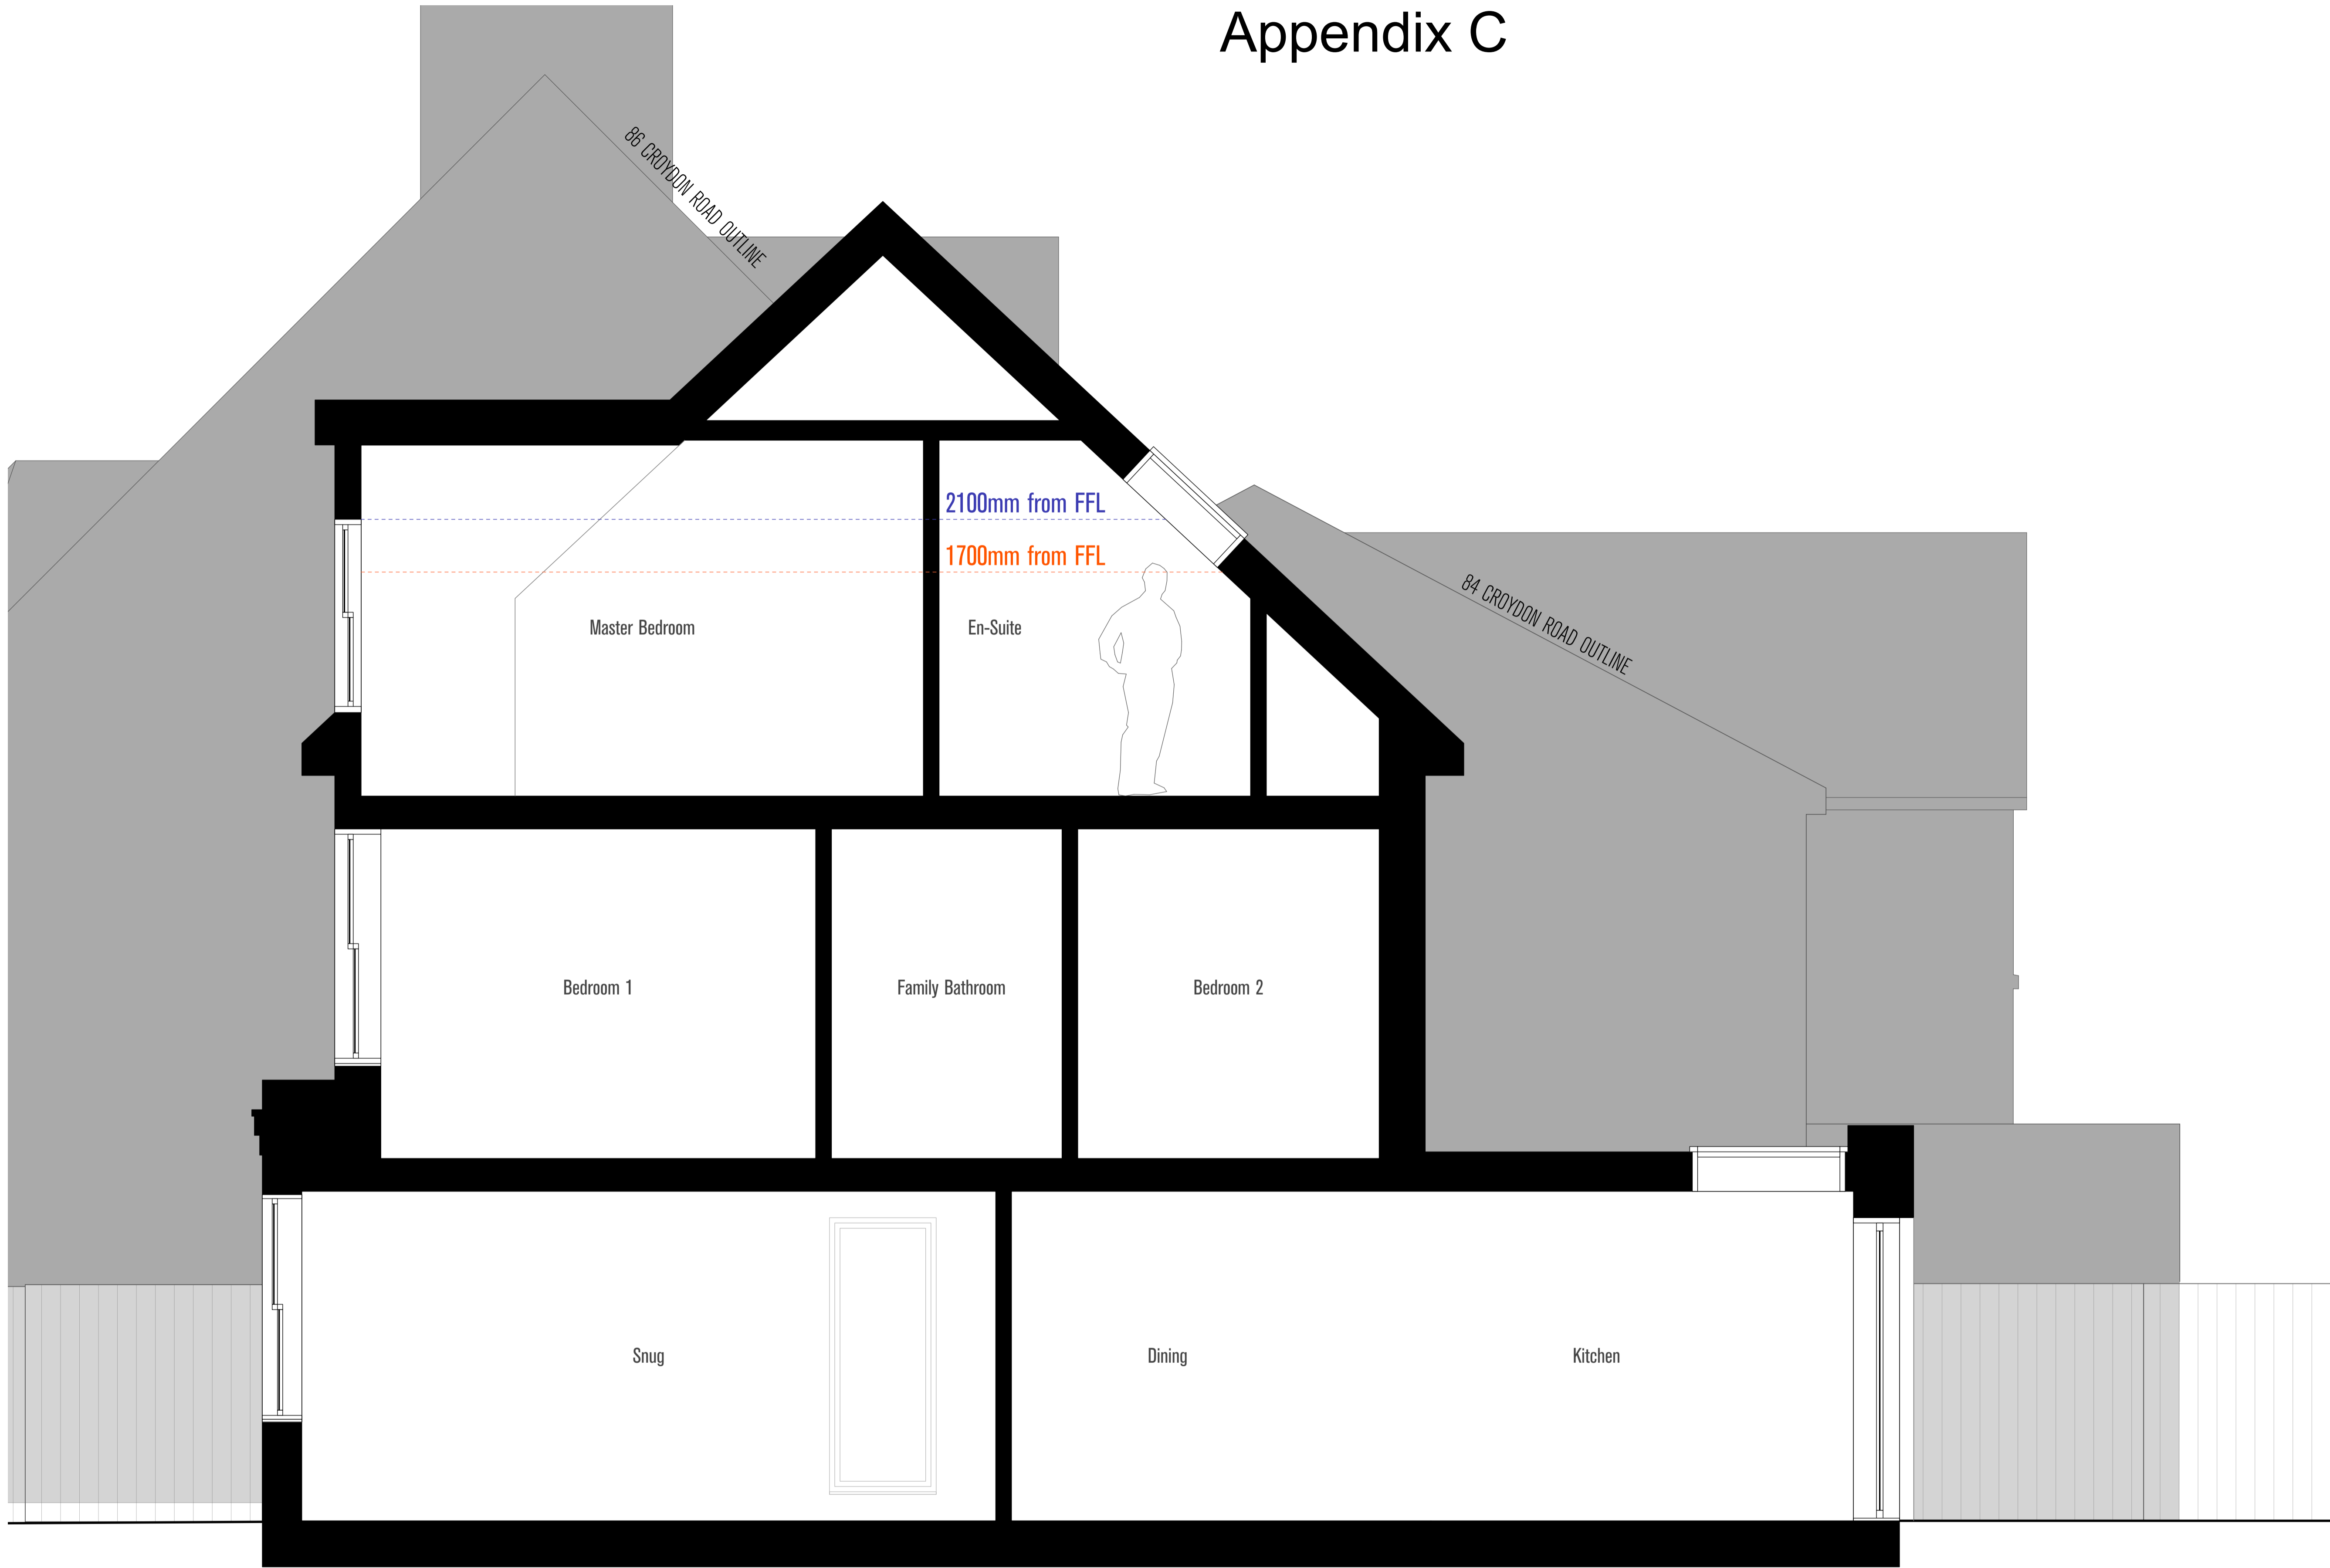 Appendix C
86 CROYDON ROAD OUTLINE
2100mm from FFL
1700mm from FFL
84 CROYDON ROAD OUTLINE
Master Bedroom
En-Suite
Bedroom 1
Family Bathroom
Bedroom 2
Snug
Dining
Kitchen